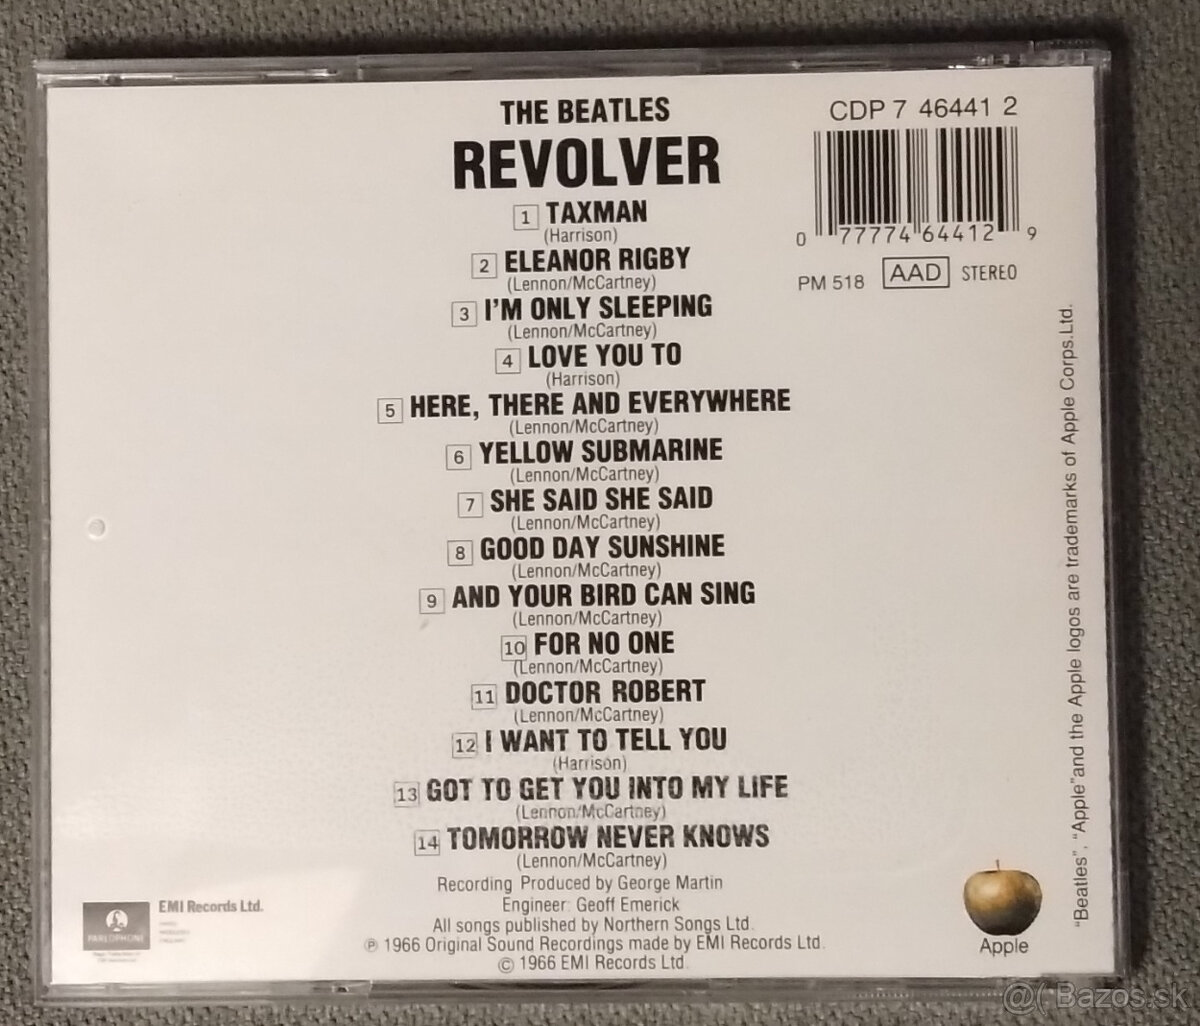 THE BEATLES
REVOLVER
1 TAXMAN
(Harrison)
2 ELEANOR RIGBY
(Lennon/McCartney)
3 I'M ONLY SLEEPING
(Lennon/McCartney)
4 LOVE YOU TO
(Harrison)
5 HERE, THERE AND EVERYWHERE
(Lennon/McCartney)
6 YELLOW SUBMARINE
(Lennon/McCartney)
7 SHE SAID SHE SAID
(Lennon/McCartney)
8 GOOD DAY SUNSHINE
(Lennon/McCartney)
9 AND YOUR BIRD CAN SING
(Lennon/McCartney)
10 FOR NO ONE
(Lennon/McCartney)
11 DOCTOR ROBERT
(Lennon/McCartney)
12 I WANT TO TELL YOU
(Harrison)
13 GOT TO GET YOU INTO MY LIFE
(Lennon/McCartney)
14 TOMORROW NEVER KNOWS
(Lennon/McCartney)
Recording Produced by George Martin
Engineer: Geoff Emerick
All songs published by Northern Songs Ltd.
℗ 1966 Original Sound Recordings made by EMI Records Ltd.
© 1966 EMI Records Ltd.
CDP 7 46441 2
0 77774 64412 9
PM 518 AAD STEREO
"Beatles", "Apple" and the Apple logos are trademarks of Apple Corps.Ltd.
Apple
EMI Records Ltd.
PARLOPHONE
@( Bazos.sk